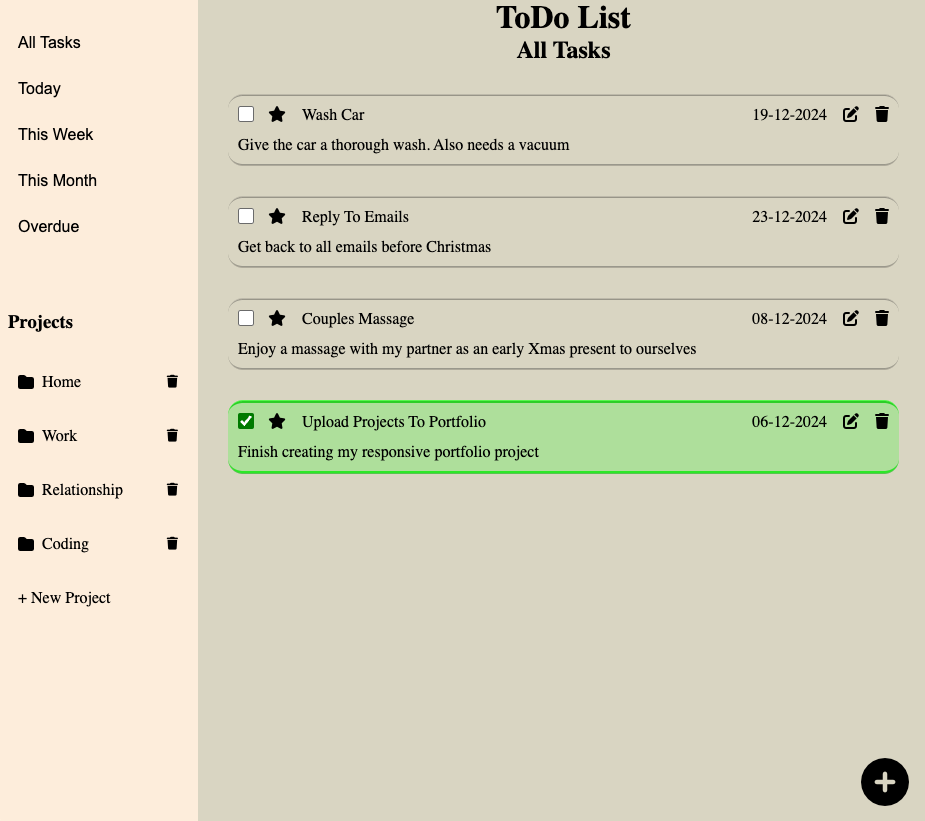 All Tasks
Today
This Week
This Month
Overdue
Projects
Home
Work
Relationship
Coding
+ New Project
ToDo List
All Tasks
Wash Car 19-12-2024
Give the car a thorough wash. Also needs a vacuum
Reply To Emails 23-12-2024
Get back to all emails before Christmas
Couples Massage 08-12-2024
Enjoy a massage with my partner as an early Xmas present to ourselves
Upload Projects To Portfolio 06-12-2024
Finish creating my responsive portfolio project